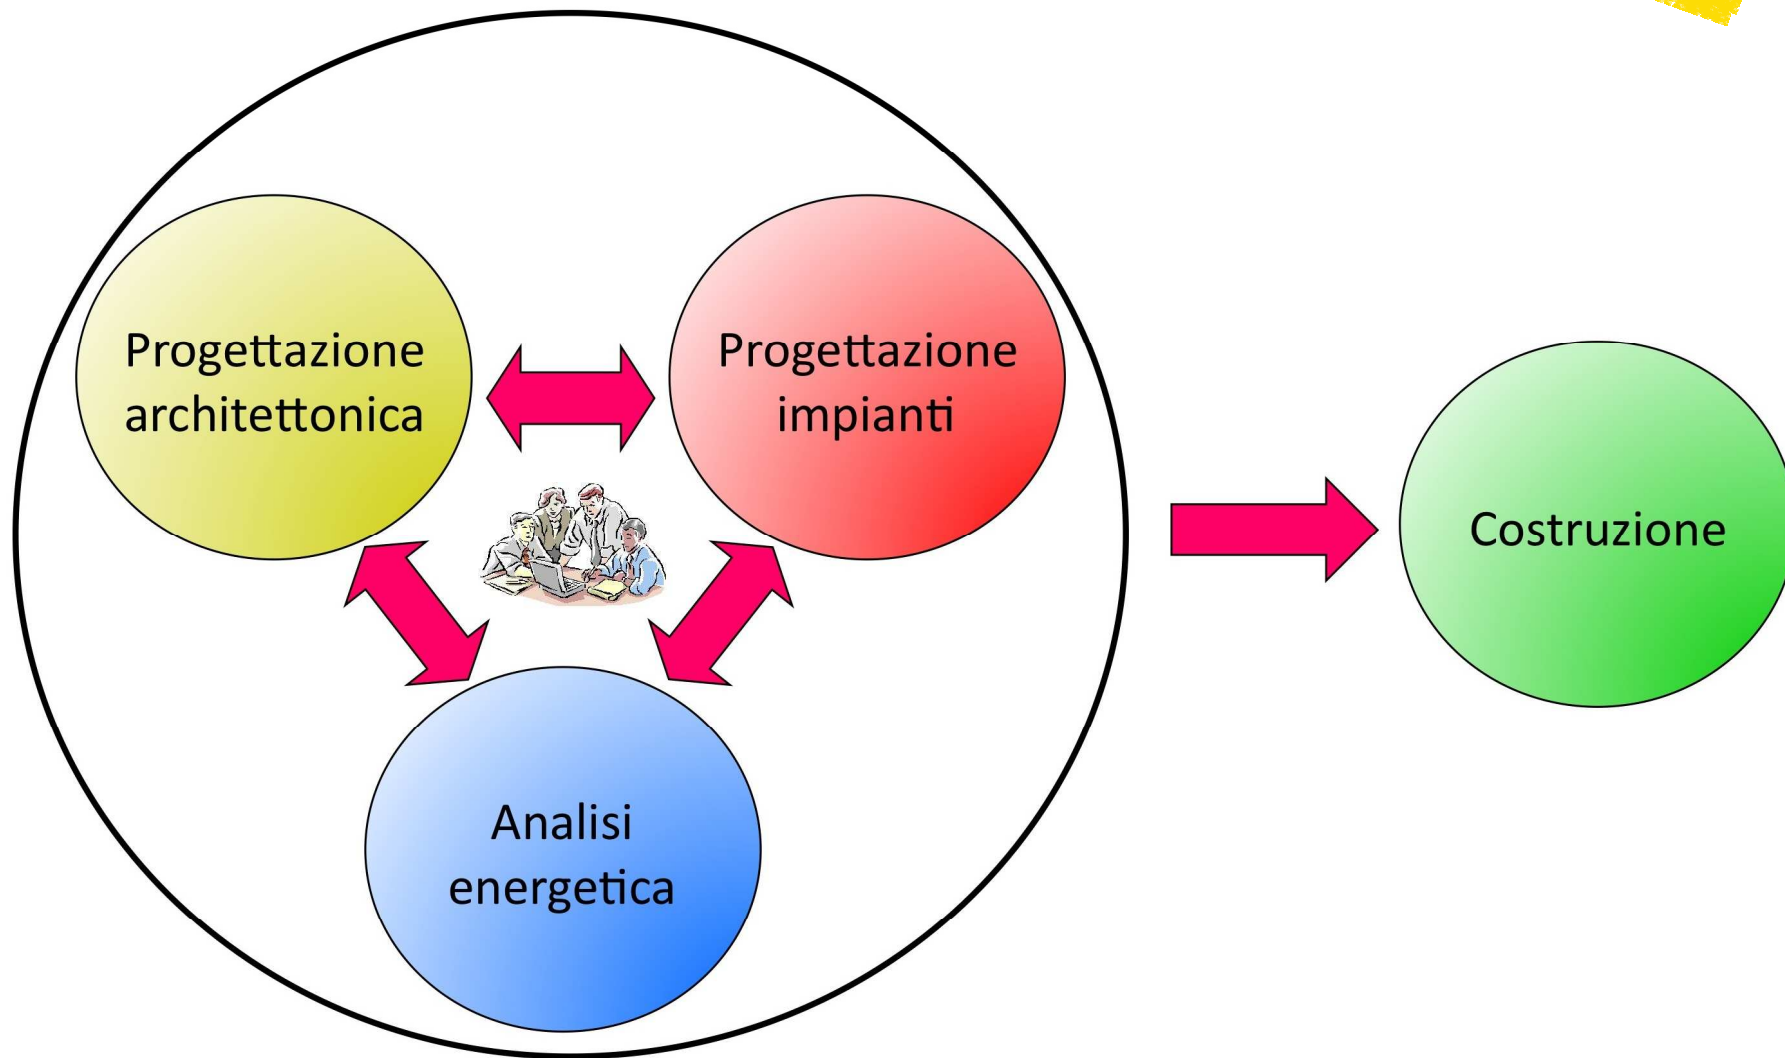 Progettazione
architettonica
Progettazione
impianti
Analisi
energetica
Costruzione